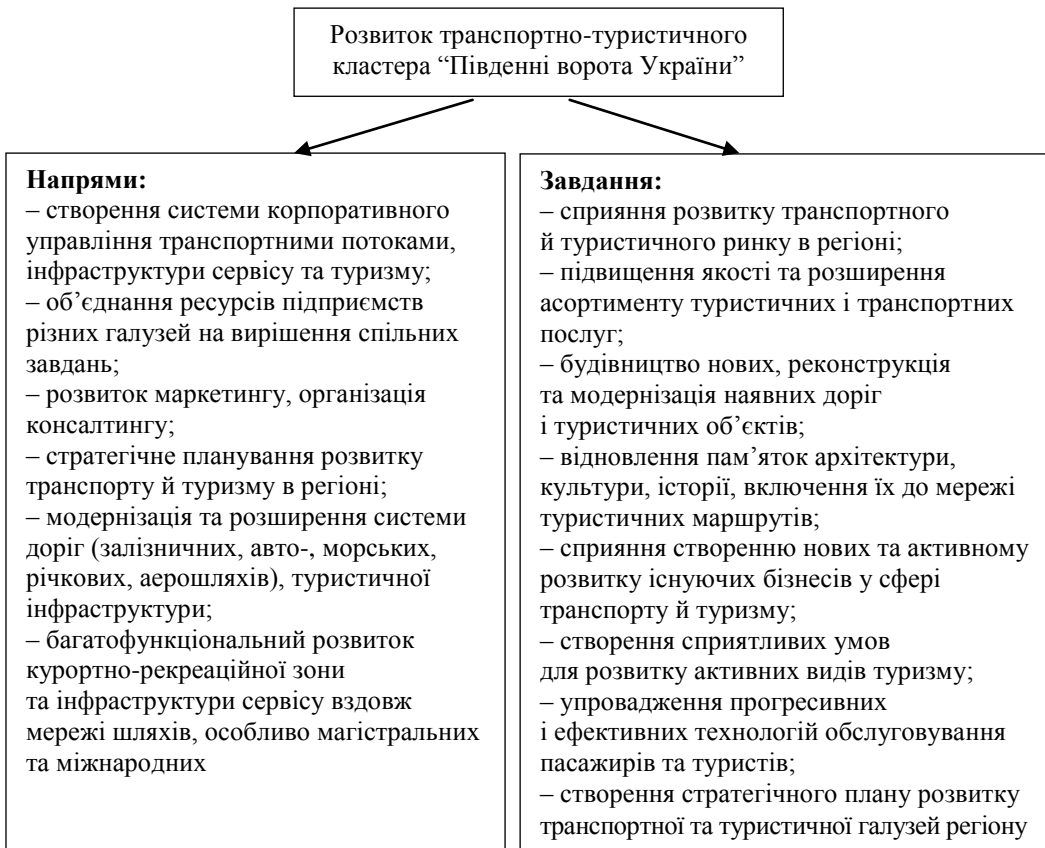 Розвиток транспортно-туристичного
кластера “Південні ворота України”
Напрями:
– створення системи корпоративного
управління транспортними потоками,
інфраструктури сервісу та туризму;
– об’єднання ресурсів підприємств
різних галузей на вирішення спільних
завдань;
– розвиток маркетингу, організація
консалтингу;
– стратегічне планування розвитку
транспорту й туризму в регіоні;
– модернізація та розширення системи
доріг (залізничних, авто-, морських,
річкових, аерошляхів), туристичної
інфраструктури;
– багатофункціональний розвиток
курортно-рекреаційної зони
та інфраструктури сервісу вздовж
мережі шляхів, особливо магістральних
та міжнародних
Завдання:
– сприяння розвитку транспортного
й туристичного ринку в регіоні;
– підвищення якості та розширення
асортименту туристичних і транспортних
послуг;
– будівництво нових, реконструкція
та модернізація наявних доріг
і туристичних об’єктів;
– відновлення пам’яток архітектури,
культури, історії, включення їх до мережі
туристичних маршрутів;
– сприяння створенню нових та активному
розвитку існуючих бізнесів у сфері
транспорту й туризму;
– створення сприятливих умов
для розвитку активних видів туризму;
– упровадження прогресивних
і ефективних технологій обслуговування
пасажирів та туристів;
– створення стратегічного плану розвитку
транспортної та туристичної галузей регіону